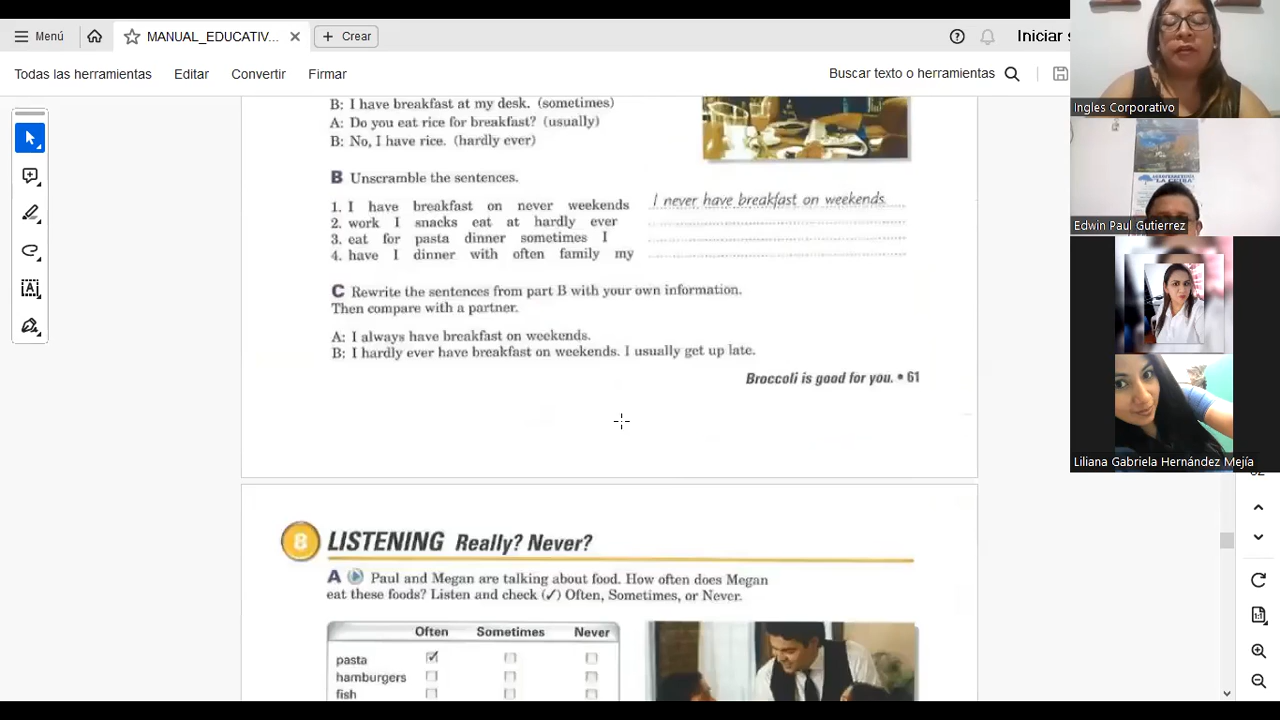 Menú
MANUAL_EDUCATIV...
Crear
Iniciar s
Todas las herramientas
Editar
Convertir
Firmar
Buscar texto o herramientas
B: I have breakfast at my desk. (sometimes)
A: Do you eat rice for breakfast? (usually)
B: No, I have rice. (hardly ever)
B Unscramble the sentences.
1. I have breakfast on never weekends
I never have breakfast on weekends.
2. work I snacks eat at hardly ever
3. eat for pasta dinner sometimes I
4. have I dinner with often family my
C Rewrite the sentences from part B with your own information.
Then compare with a partner.
A: I always have breakfast on weekends.
B: I hardly ever have breakfast on weekends. I usually get up late.
Broccoli is good for you. • 61
8 LISTENING Really? Never?
A Paul and Megan are talking about food. How often does Megan
eat these foods? Listen and check (✓) Often, Sometimes, or Never.
Often Sometimes Never
pasta
hamburgers
fish
Ingles Corporativo
Edwin Paul Gutierrez
Liliana Gabriela Hernández Mejía